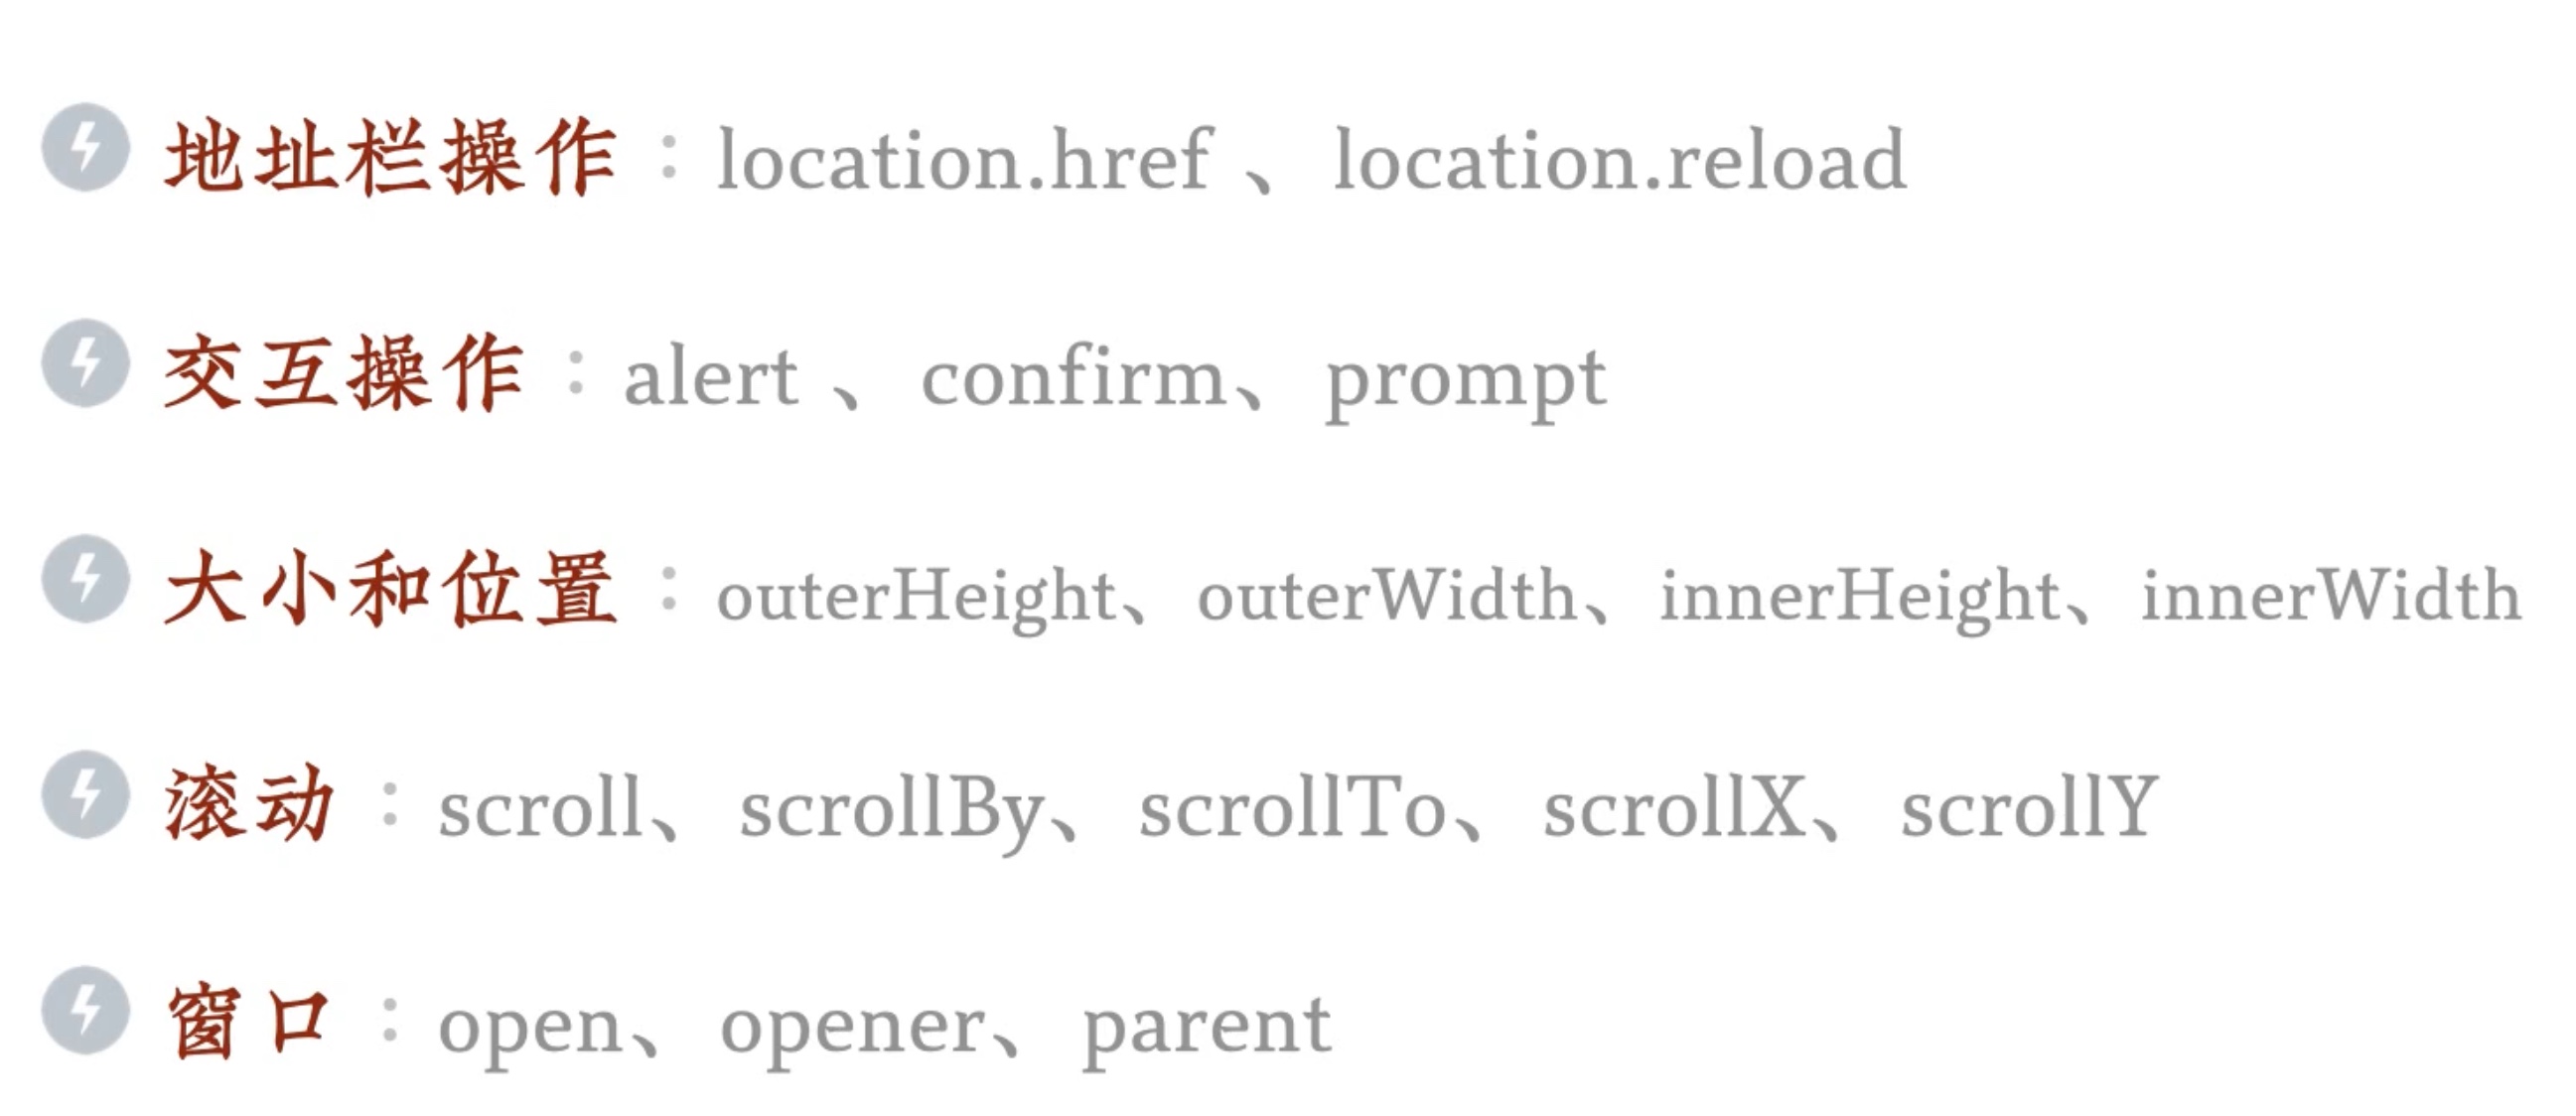 地址栏操作：location.href 、 location.reload
交互操作：alert 、 confirm、 prompt
大小和位置：outerHeight、 outerWidth、 innerHeight、 innerWidth
滚动：scroll、 scrollBy、 scrollTo、 scrollX、 scrollY
窗口：open、 opener、 parent